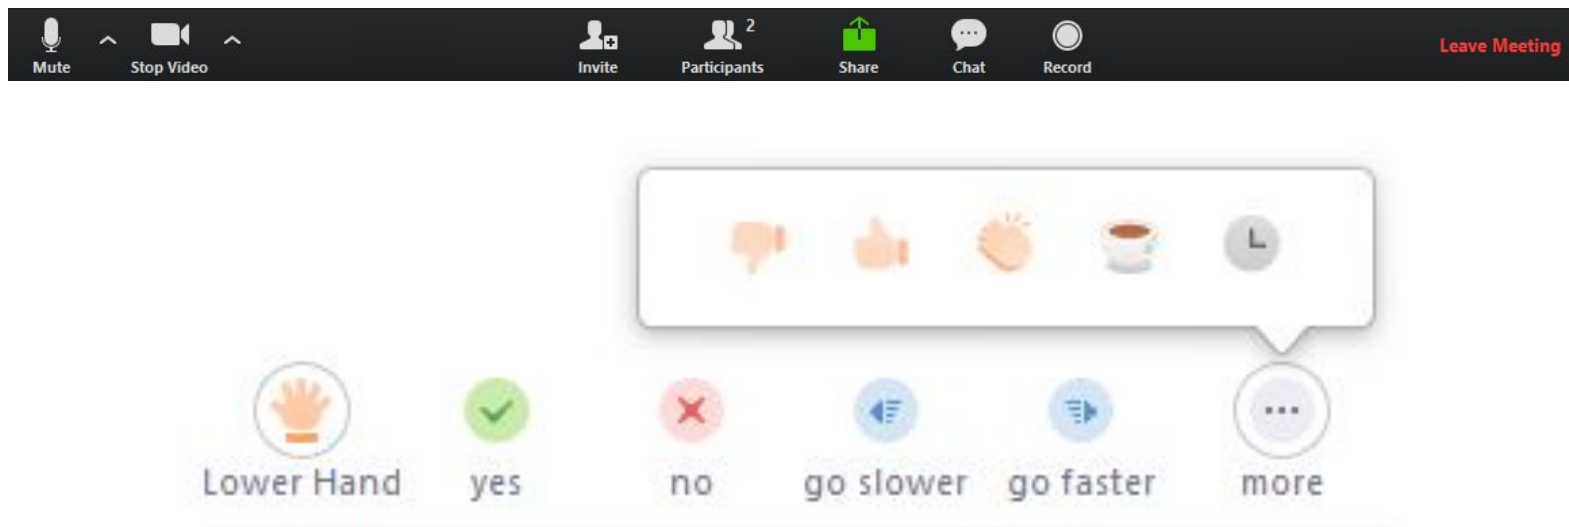 2
Mute Stop Video Invite Participants Share Chat Record Leave Meeting
Lower Hand yes no go slower go faster more